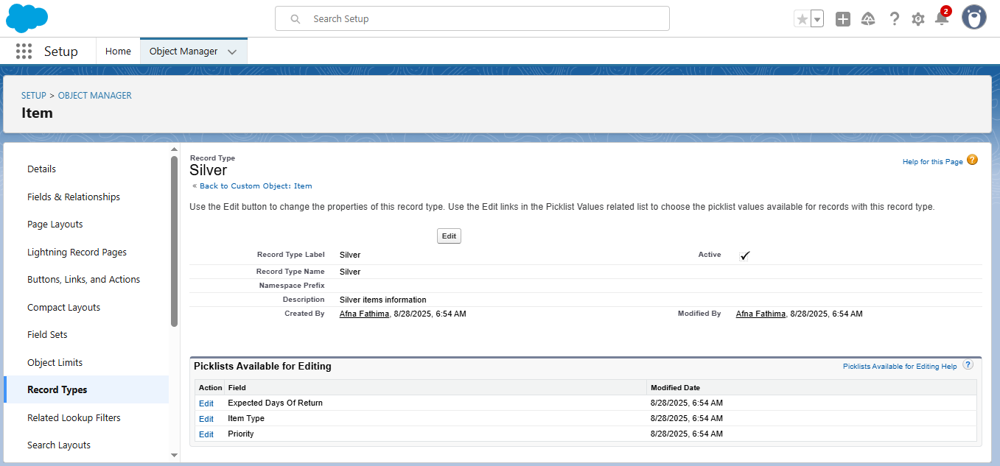 Search Setup
2
Setup
Home
Object Manager
SETUP > OBJECT MANAGER
Item
Details
Fields & Relationships
Page Layouts
Lightning Record Pages
Buttons, Links, and Actions
Compact Layouts
Field Sets
Object Limits
Record Types
Related Lookup Filters
Search Layouts
Record Type
Silver
Help for this Page ?
« Back to Custom Object: Item
Use the Edit button to change the properties of this record type. Use the Edit links in the Picklist Values related list to choose the picklist values available for records with this record type.
Edit
Record Type Label Silver Active ✓
Record Type Name Silver
Namespace Prefix
Description Silver items information
Created By Afna Fathima, 8/28/2025, 6:54 AM Modified By Afna Fathima, 8/28/2025, 6:54 AM
Picklists Available for Editing Picklists Available for Editing Help ?
Action Field Modified Date
Edit Expected Days Of Return 8/28/2025, 6:54 AM
Edit Item Type 8/28/2025, 6:54 AM
Edit Priority 8/28/2025, 6:54 AM